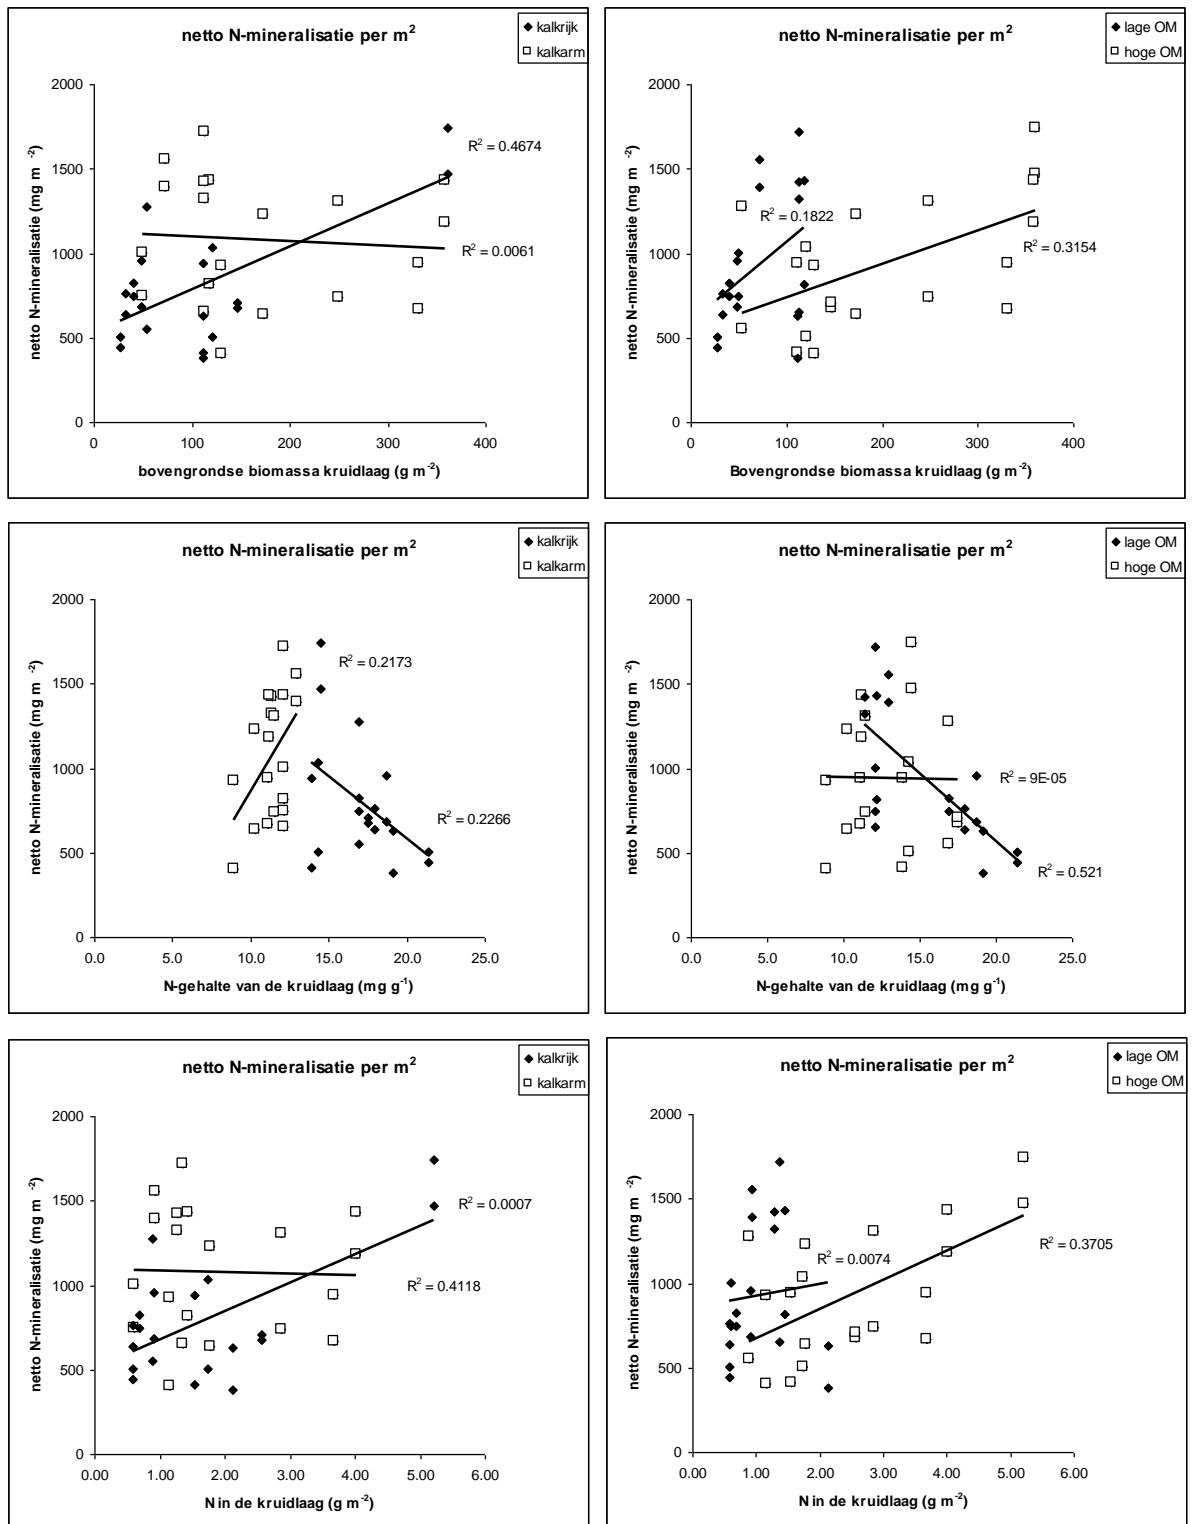 netto N-mineralisatie per m²
kalkrijk
kalkarm
netto N-mineralisatie (mg m ⁻²)
2000
1500
1000
500
0
R² = 0.4674
R² = 0.0061
0 100 200 300 400
bovengrondse biomassa kruidlaag (g m⁻²)
netto N-mineralisatie per m²
lage OM
hoge OM
netto N-mineralisatie (mg m ⁻²)
2000
1500
1000
500
0
R² = 0.1822
R² = 0.3154
0 100 200 300 400
Bovengrondse biomassa kruidlaag (g m⁻²)
netto N-mineralisatie per m²
kalkrijk
kalkarm
netto N-mineralisatie (mg m ⁻²)
2000
1500
1000
500
0
R² = 0.2173
R² = 0.2266
0.0 5.0 10.0 15.0 20.0 25.0
N-gehalte van de kruidlaag (mg g⁻¹)
netto N-mineralisatie per m²
lage OM
hoge OM
netto N-mineralisatie (mg m ⁻²)
2000
1500
1000
500
0
R² = 9E-05
R² = 0.521
0.0 5.0 10.0 15.0 20.0 25.0
N-gehalte van de kruidlaag (mg g⁻¹)
netto N-mineralisatie per m²
kalkrijk
kalkarm
netto N-mineralisatie (mg m ⁻²)
2000
1500
1000
500
0
R² = 0.0007
R² = 0.4118
0.00 1.00 2.00 3.00 4.00 5.00 6.00
N in de kruidlaag (g m⁻²)
netto N-mineralisatie per m²
lage OM
hoge OM
netto N-mineralisatie (mg m ⁻²)
2000
1500
1000
500
0
R² = 0.0074
R² = 0.3705
0.00 1.00 2.00 3.00 4.00 5.00 6.00
N in de kruidlaag (g m⁻²)